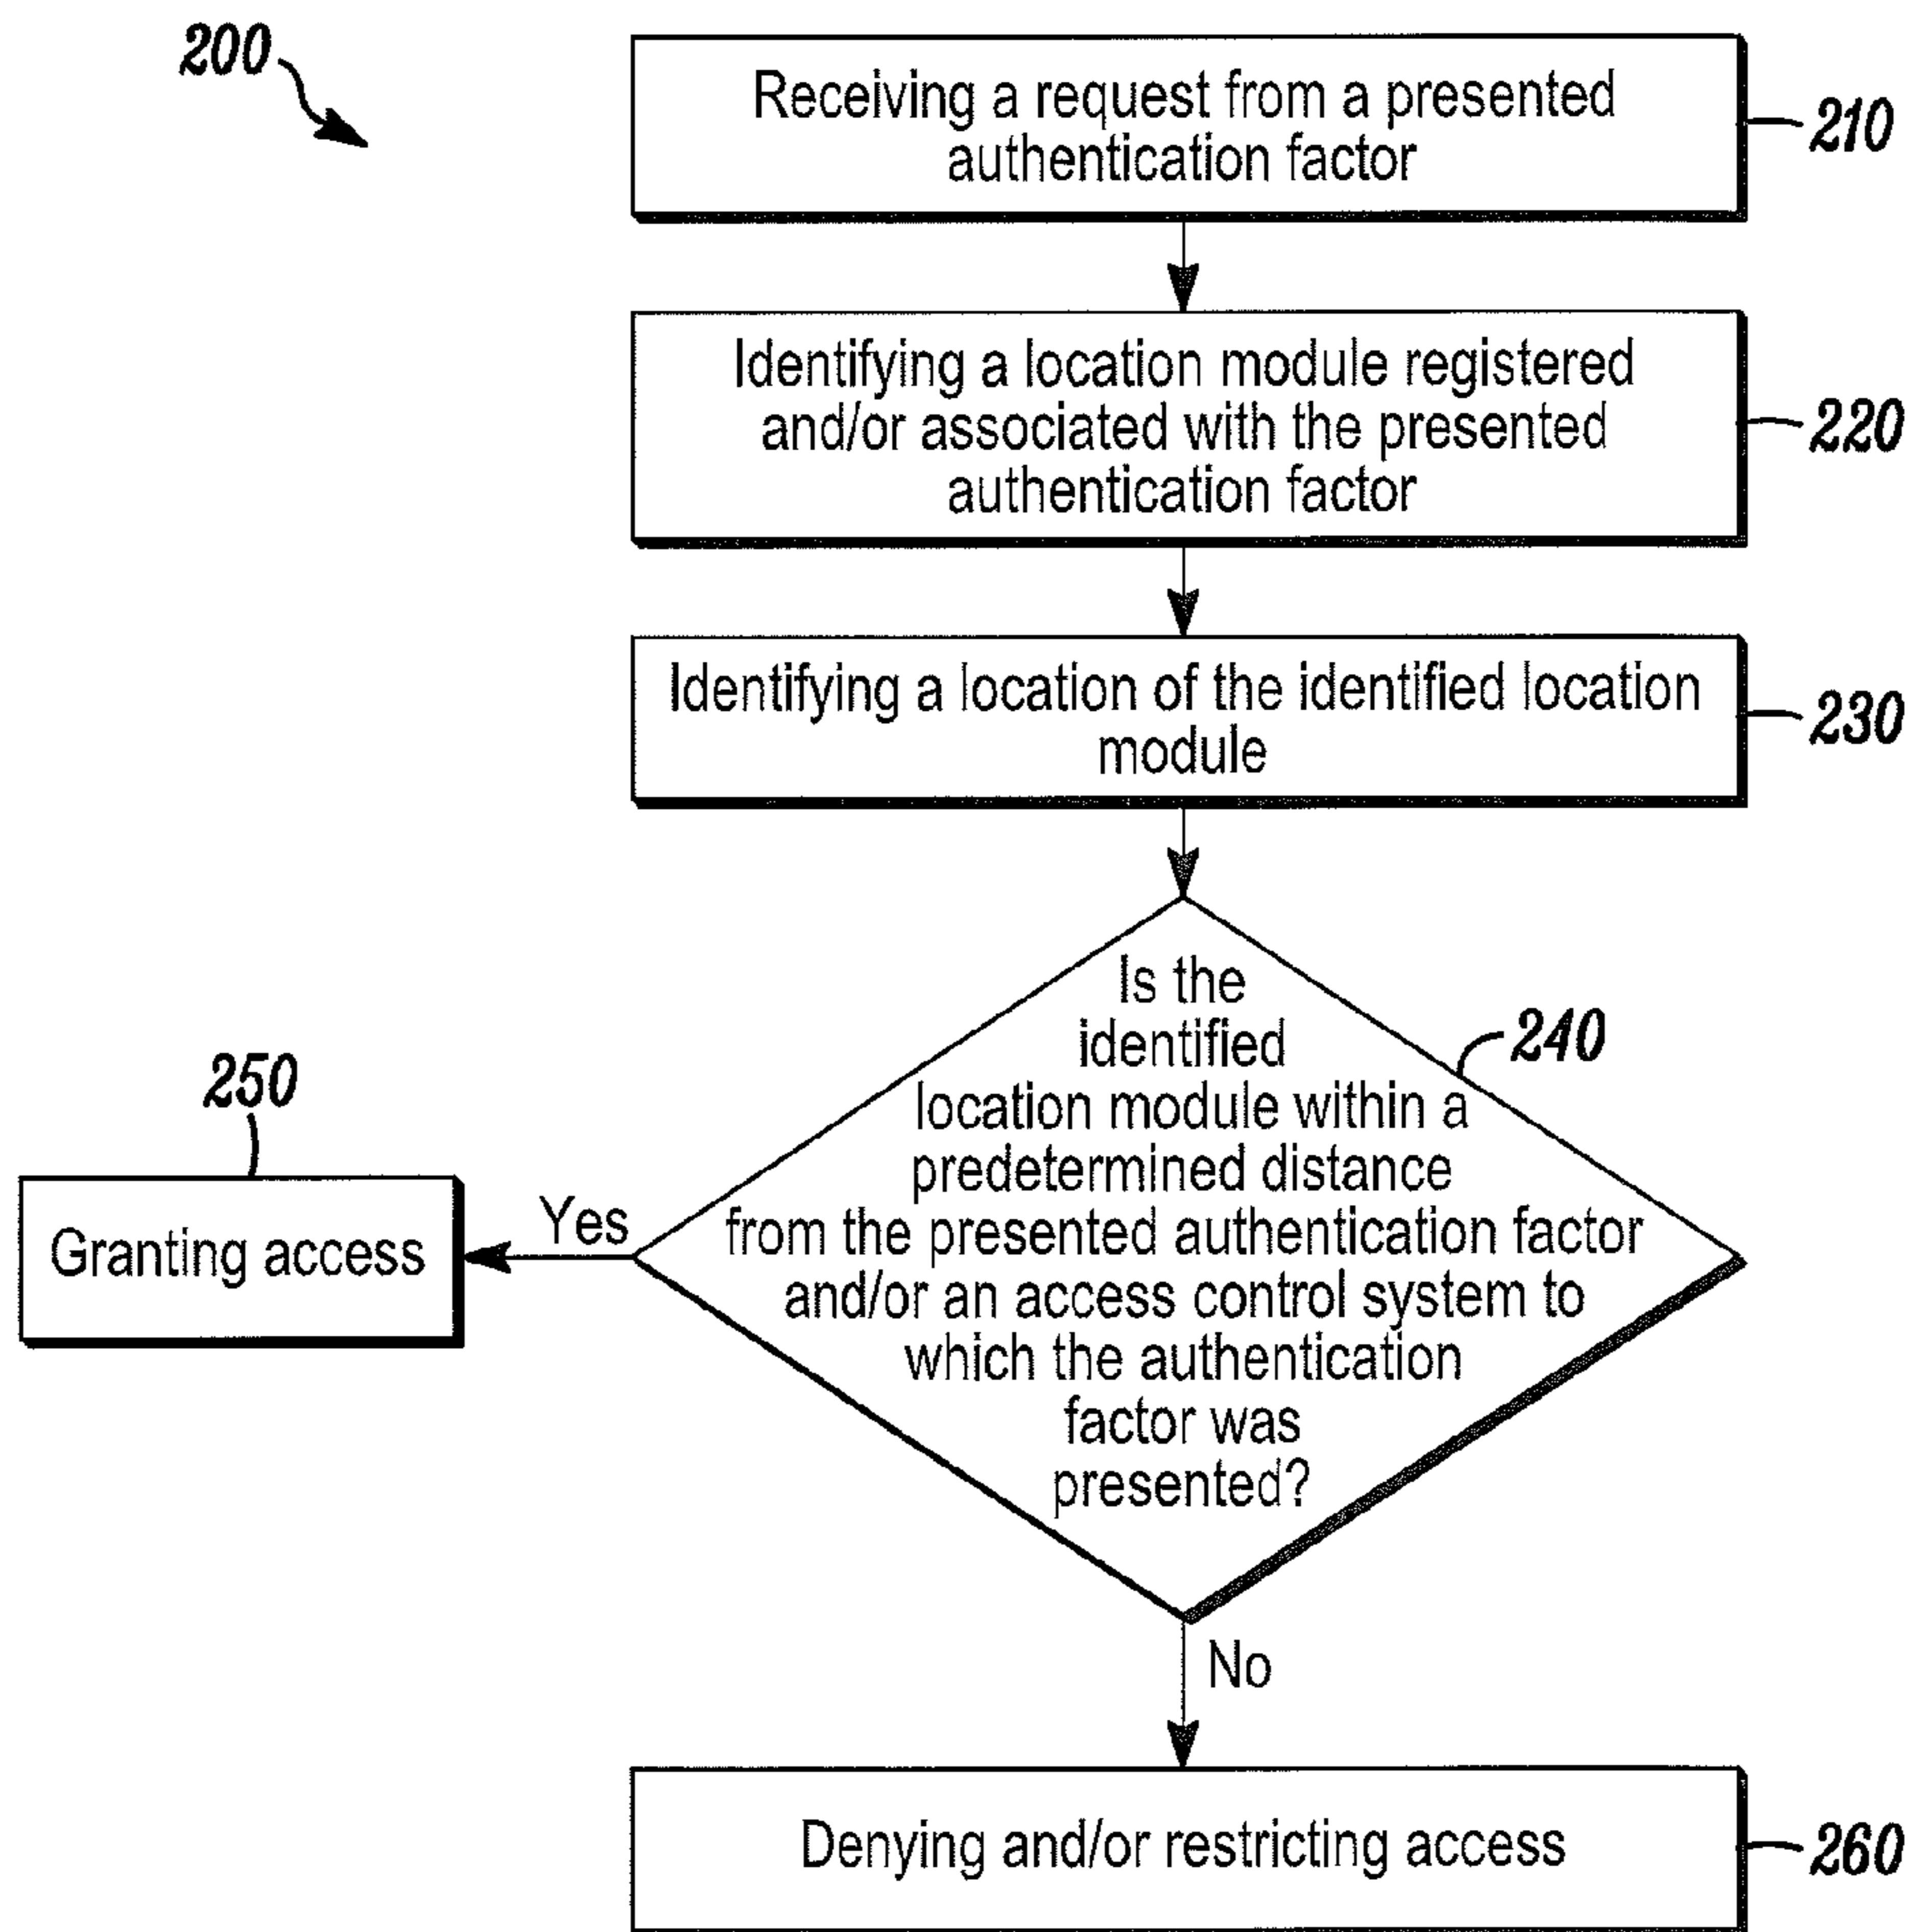 200
Receiving a request from a presented
authentication factor
210
Identifying a location module registered
and/or associated with the presented
authentication factor
220
Identifying a location of the identified location
module
230
Is the
identified
location module within a
predetermined distance
from the presented authentication factor
and/or an access control system to
which the authentication
factor was
presented?
240
Yes
250
Granting access
No
Denying and/or restricting access
260